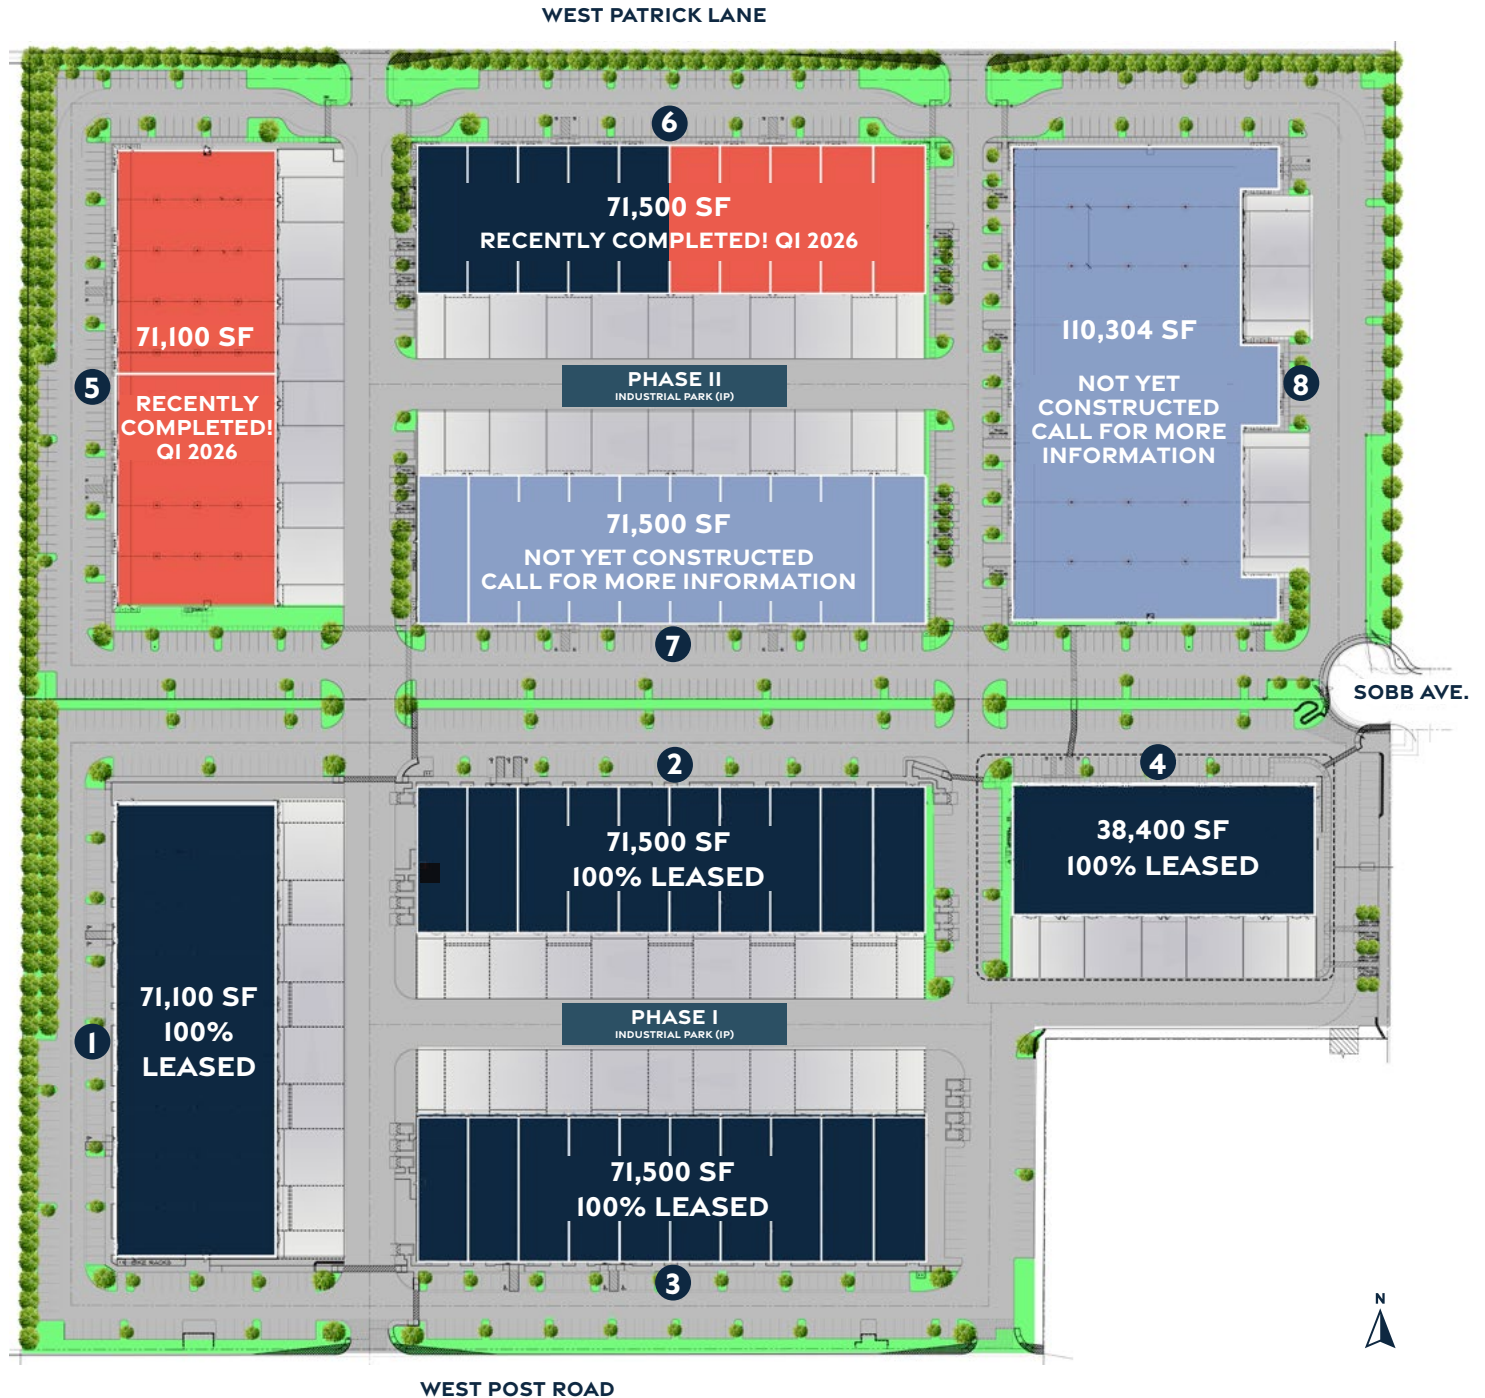 WEST PATRICK LANE
6
71,500 SF
RECENTLY COMPLETED! Q1 2026
71,100 SF
RECENTLY
COMPLETED!
Q1 2026
5
110,304 SF
NOT YET
CONSTRUCTED
CALL FOR MORE
INFORMATION
8
PHASE II
INDUSTRIAL PARK (IP)
71,500 SF
NOT YET CONSTRUCTED
CALL FOR MORE INFORMATION
7
SOBB AVE.
2
71,500 SF
100% LEASED
4
38,400 SF
100% LEASED
71,100 SF
100%
LEASED
1
PHASE I
INDUSTRIAL PARK (IP)
71,500 SF
100% LEASED
3
N
WEST POST ROAD